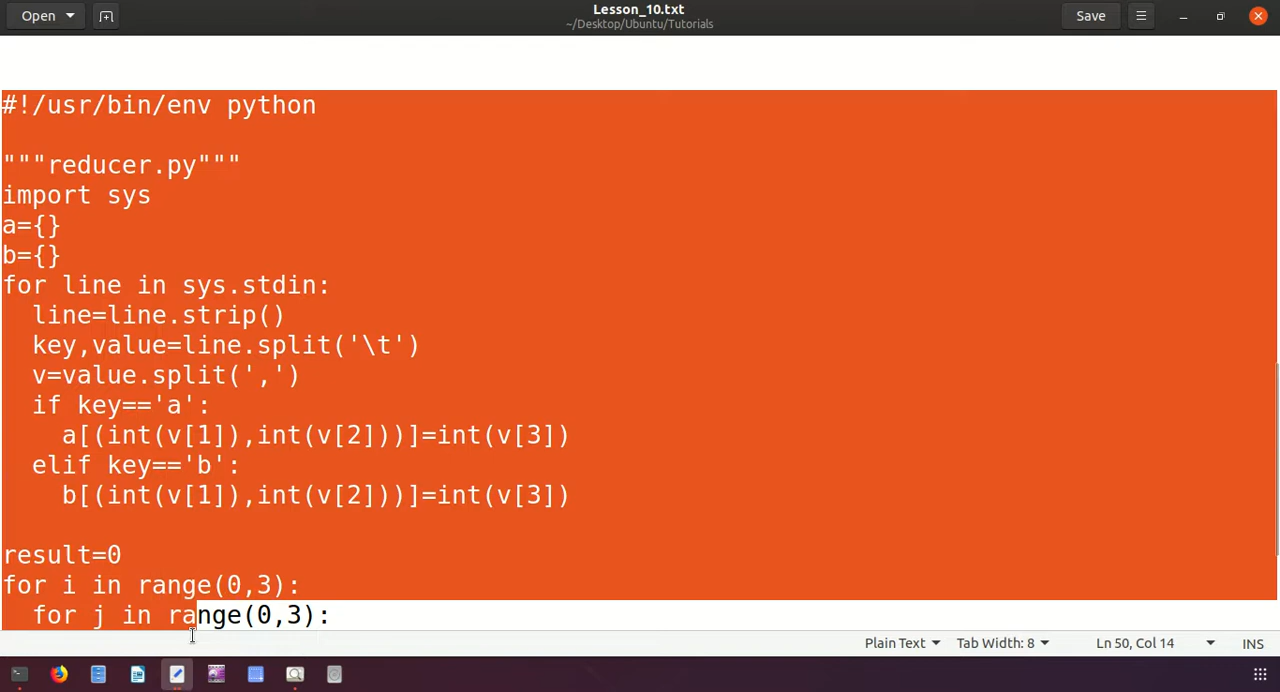 Open
Lesson_10.txt
~/Desktop/Ubuntu/Tutorials
Save
#!/usr/bin/env python
"""reducer.py"""
import sys
a={}
b={}
for line in sys.stdin:
  line=line.strip()
  key,value=line.split('\t')
  v=value.split(',')
  if key=='a':
    a[(int(v[1]),int(v[2]))]=int(v[3])
  elif key=='b':
    b[(int(v[1]),int(v[2]))]=int(v[3])
result=0
for i in range(0,3):
  for j in range(0,3):
Plain Text
Tab Width: 8
Ln 50, Col 14
INS